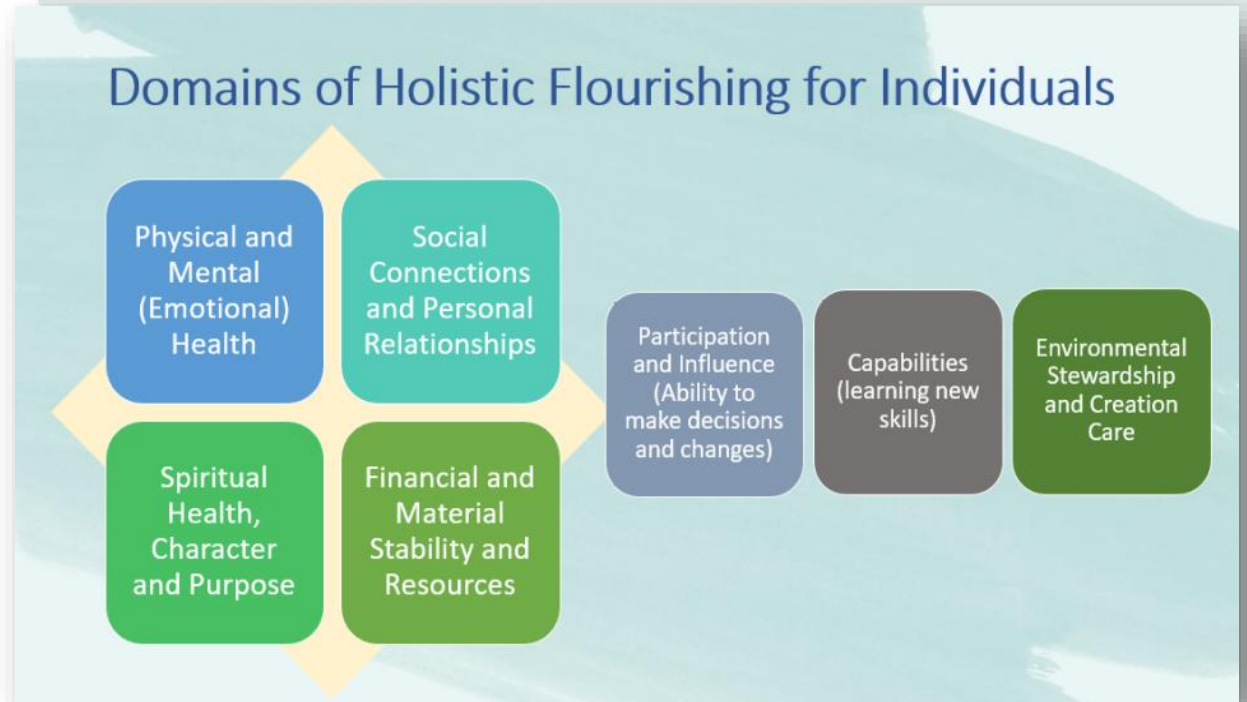 Domains of Holistic Flourishing for Individuals
Physical and
Mental
(Emotional)
Health
Social
Connections
and Personal
Relationships
Spiritual
Health,
Character
and Purpose
Financial and
Material
Stability and
Resources
Participation
and Influence
(Ability to
make decisions
and changes)
Capabilities
(learning new
skills)
Environmental
Stewardship
and Creation
Care